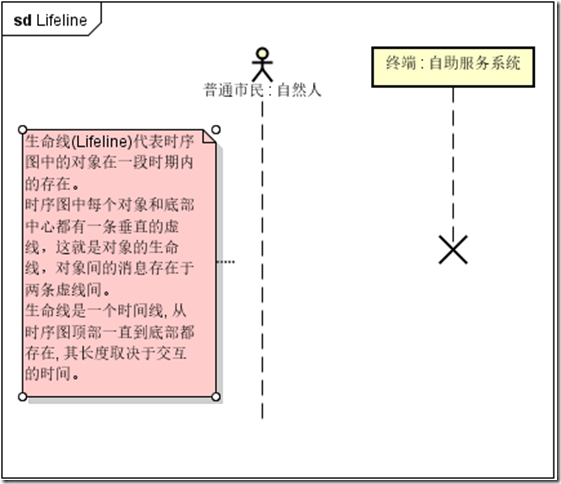 sd Lifeline
普通市民 : 自然人
终端 : 自助服务系统
生命线(Lifeline)代表时序
图中的对象在一段时期内
的存在。
时序图中每个对象和底部
中心都有一条垂直的虚
线，这就是对象的生命
线，对象间的消息存在于
两条虚线间。
生命线是一个时间线, 从
时序图顶部一直到底部都
存在, 其长度取决于交互
的时间。